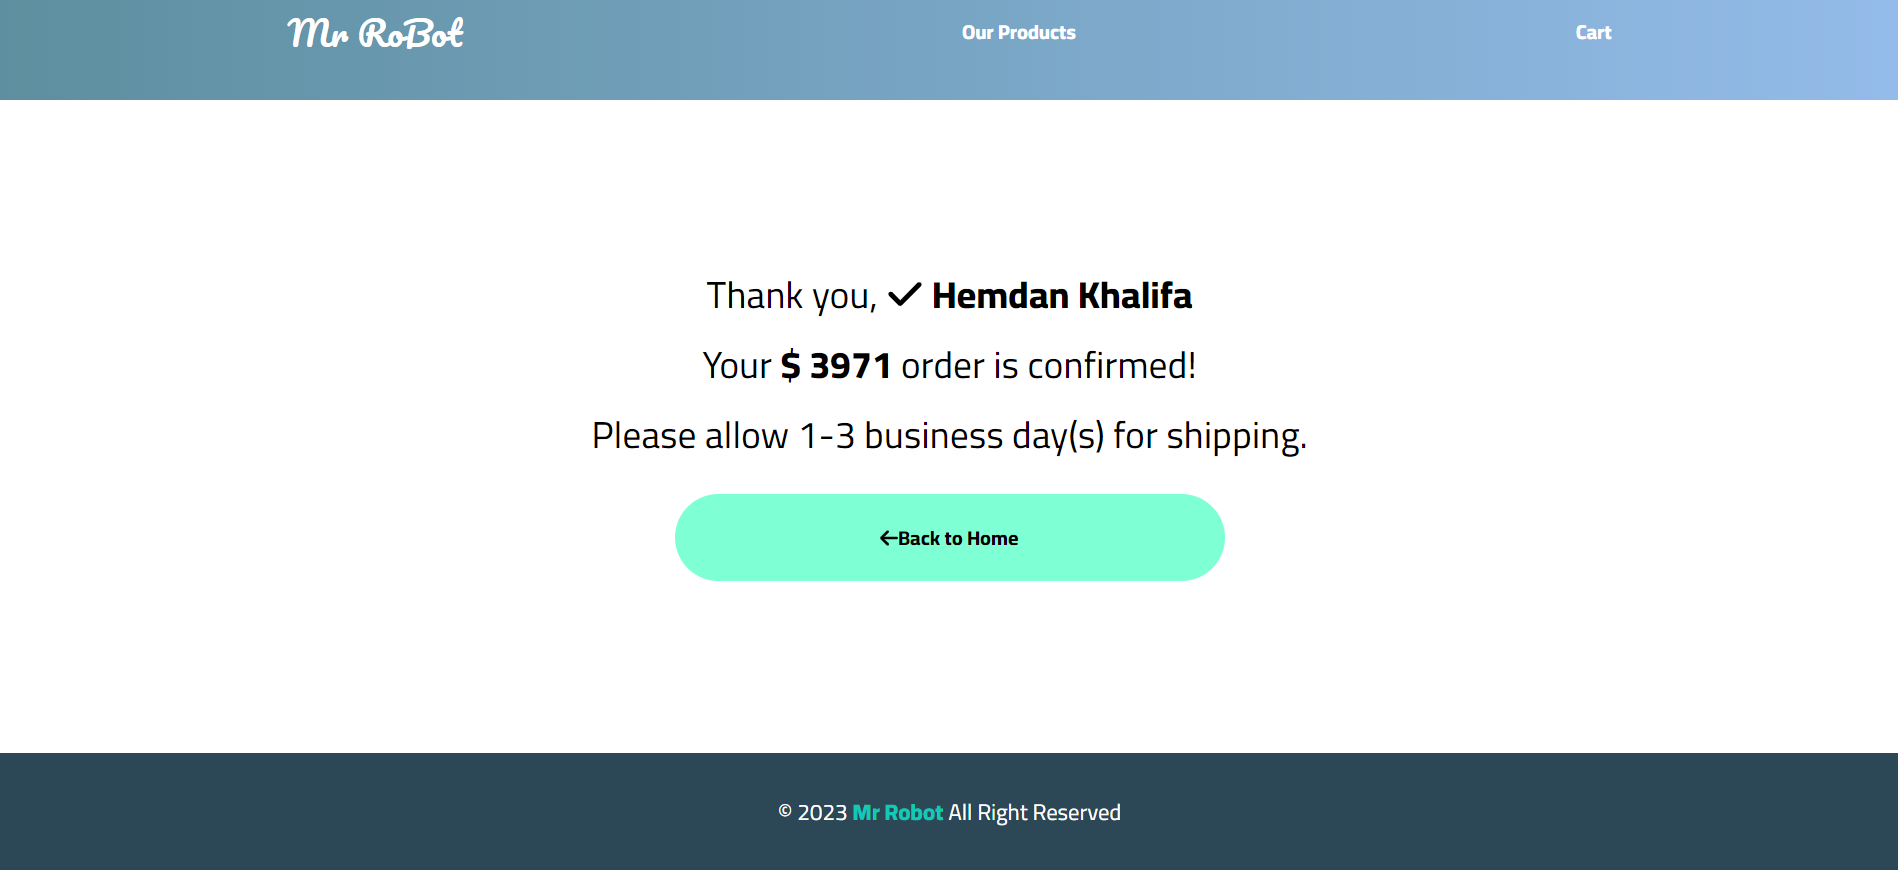 Mr RoBot
Our Products
Cart
Thank you, ✓ Hemdan Khalifa
Your $ 3971 order is confirmed!
Please allow 1-3 business day(s) for shipping.
←Back to Home
© 2023 Mr Robot All Right Reserved